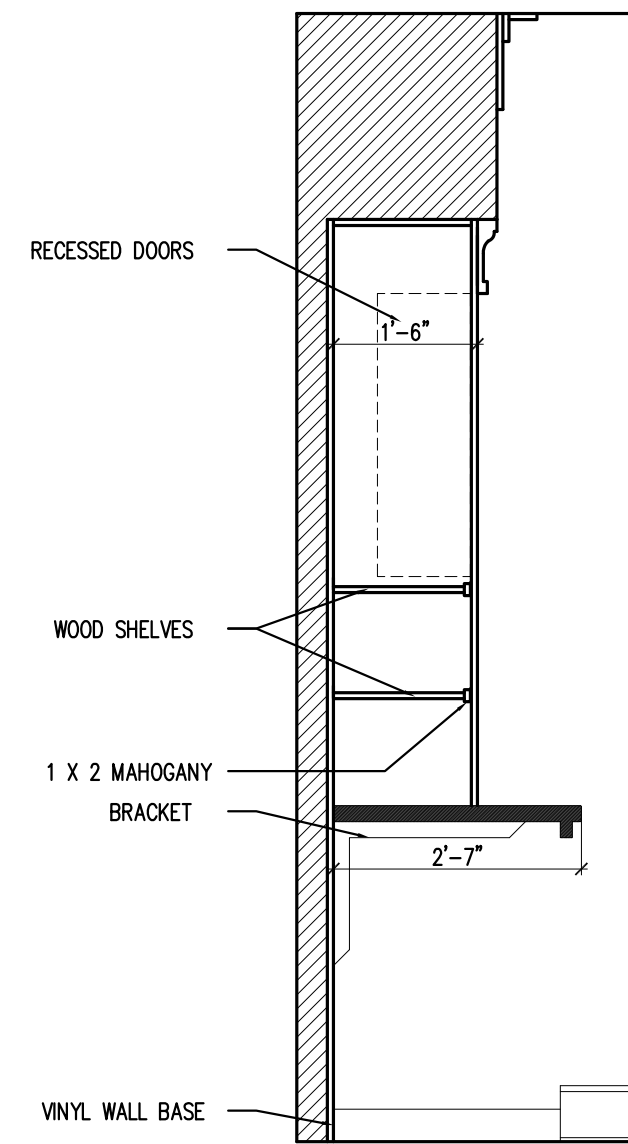 RECESSED DOORS
1'-6"
WOOD SHELVES
1 X 2 MAHOGANY
BRACKET
2'-7"
VINYL WALL BASE